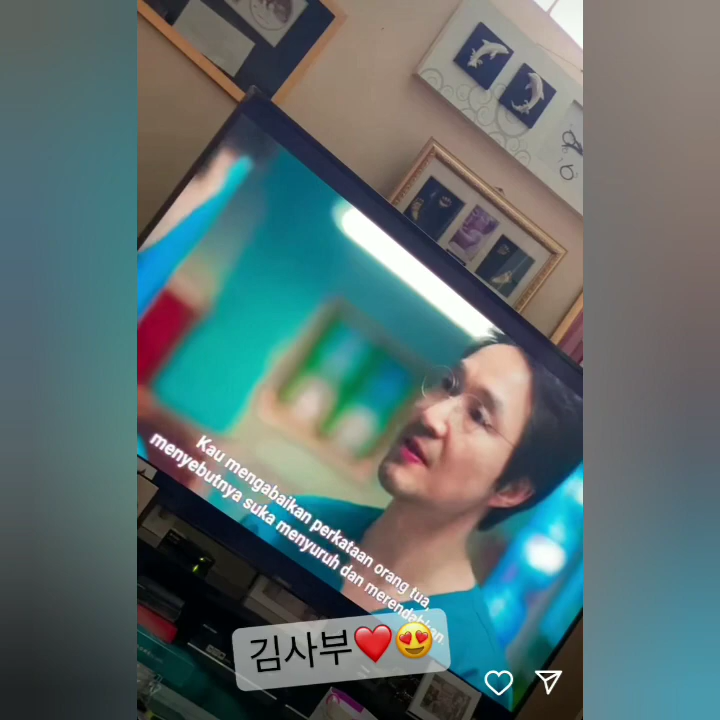 Kau mengabaikan perkataan orang tua,
menyebutnya suka menyuruh dan merendahkan.
김사부❤️😍